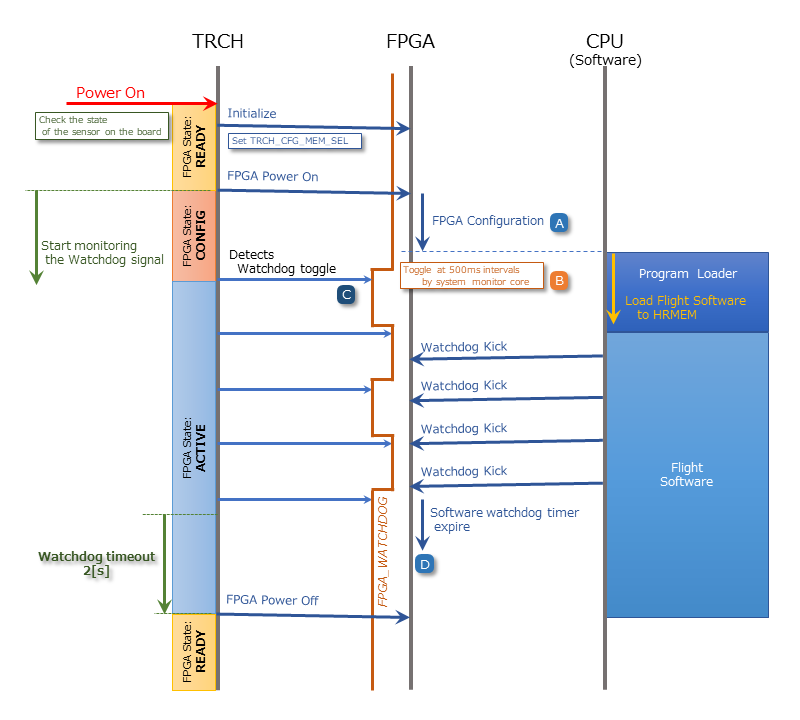 TRCH
FPGA
CPU
(Software)
Power On
Check the state
of the sensor on the board
FPGA State:
READY
Initialize
Set TRCH_CFG_MEM_SEL
FPGA Power On
FPGA Configuration
A
FPGA State:
CONFIG
Start monitoring
the Watchdog signal
Detects
Watchdog toggle
C
Toggle at 500ms intervals
by system monitor core
B
Program Loader
Load Flight Software
to HRMEM
Watchdog Kick
Watchdog Kick
Watchdog Kick
Watchdog Kick
FPGA State:
ACTIVE
Flight
Software
Software watchdog timer
expire
D
FPGA_WATCHDOG
Watchdog timeout
2[s]
FPGA Power Off
FPGA State:
READY